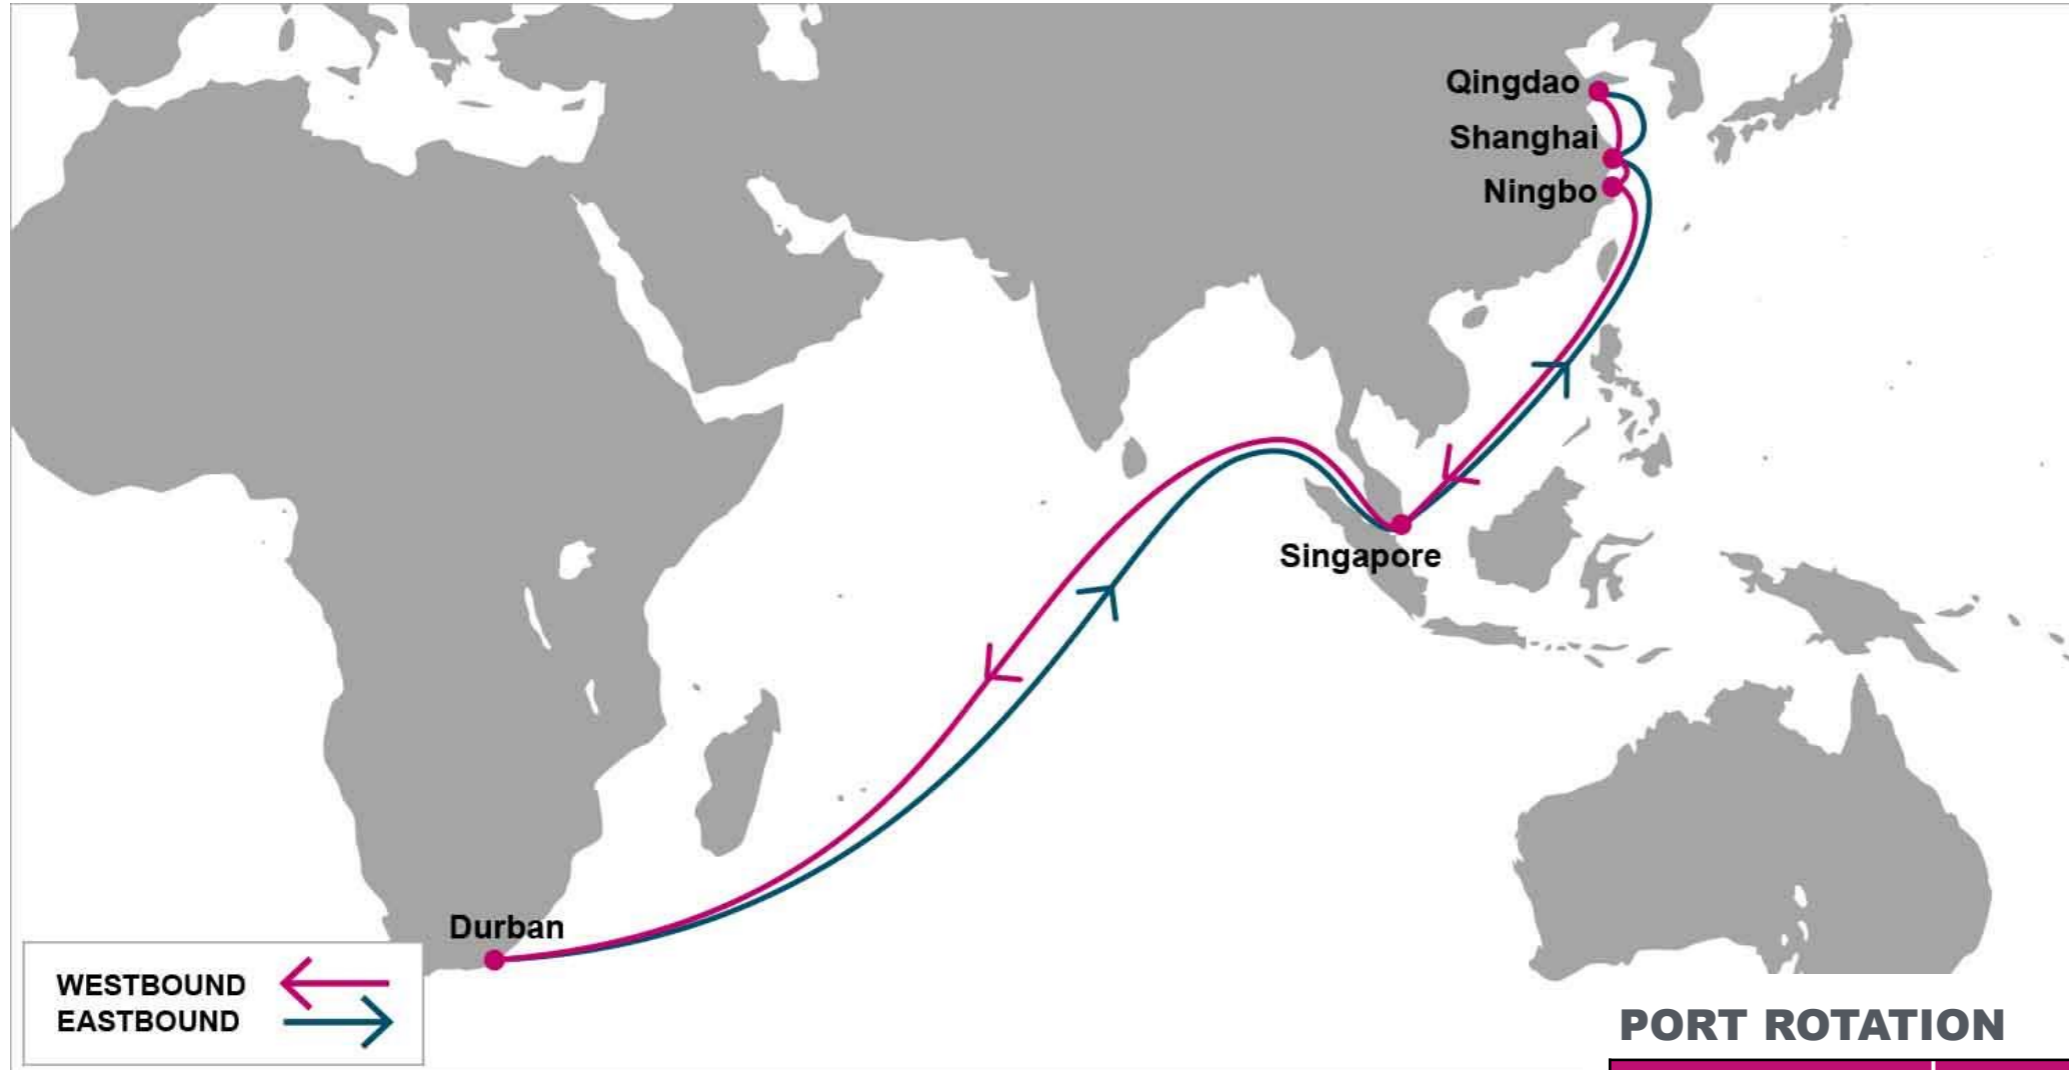 Qingdao
Shanghai
Ningbo
Singapore
Durban
WESTBOUND
EASTBOUND
PORT ROTATION